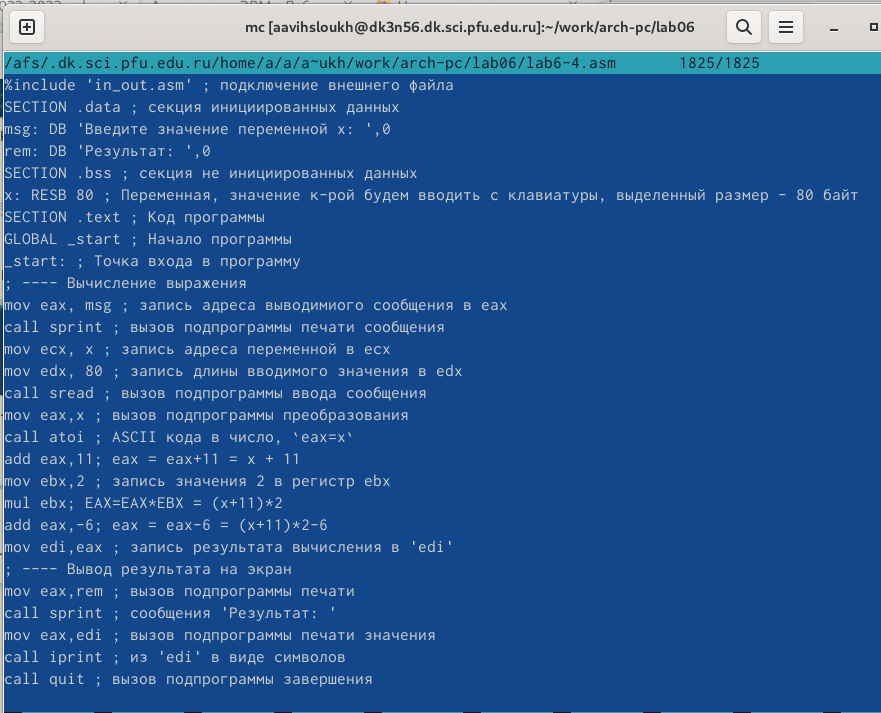 mc [aavihsloukh@dk3n56.dk.sci.pfu.edu.ru]:~/work/arch-pc/lab06
/afs/.dk.sci.pfu.edu.ru/home/a/a/a~ukh/work/arch-pc/lab06/lab6-4.asm 1825/1825
%include 'in_out.asm' ; подключение внешнего файла
SECTION .data ; секция инициированных данных
msg: DB 'Введите значение переменной x: ',0
rem: DB 'Результат: ',0
SECTION .bss ; секция не инициированных данных
x: RESB 80 ; Переменная, значение к-рой будем вводить с клавиатуры, выделенный размер - 80 байт
SECTION .text ; Код программы
GLOBAL _start ; Начало программы
_start: ; Точка входа в программу
; ---- Вычисление выражения
mov eax, msg ; запись адреса выводимиого сообщения в eax
call sprint ; вызов подпрограммы печати сообщения
mov ecx, x ; запись адреса переменной в ecx
mov edx, 80 ; запись длины вводимого значения в edx
call sread ; вызов подпрограммы ввода сообщения
mov eax,x ; вызов подпрограммы преобразования
call atoi ; ASCII кода в число, `eax=x`
add eax,11; eax = eax+11 = x + 11
mov ebx,2 ; запись значения 2 в регистр ebx
mul ebx; EAX=EAX*EBX = (x+11)*2
add eax,-6; eax = eax-6 = (x+11)*2-6
mov edi,eax ; запись результата вычисления в 'edi'
; ---- Вывод результата на экран
mov eax,rem ; вызов подпрограммы печати
call sprint ; сообщения 'Результат: '
mov eax,edi ; вызов подпрограммы печати значения
call iprint ; из 'edi' в виде символов
call quit ; вызов подпрограммы завершения